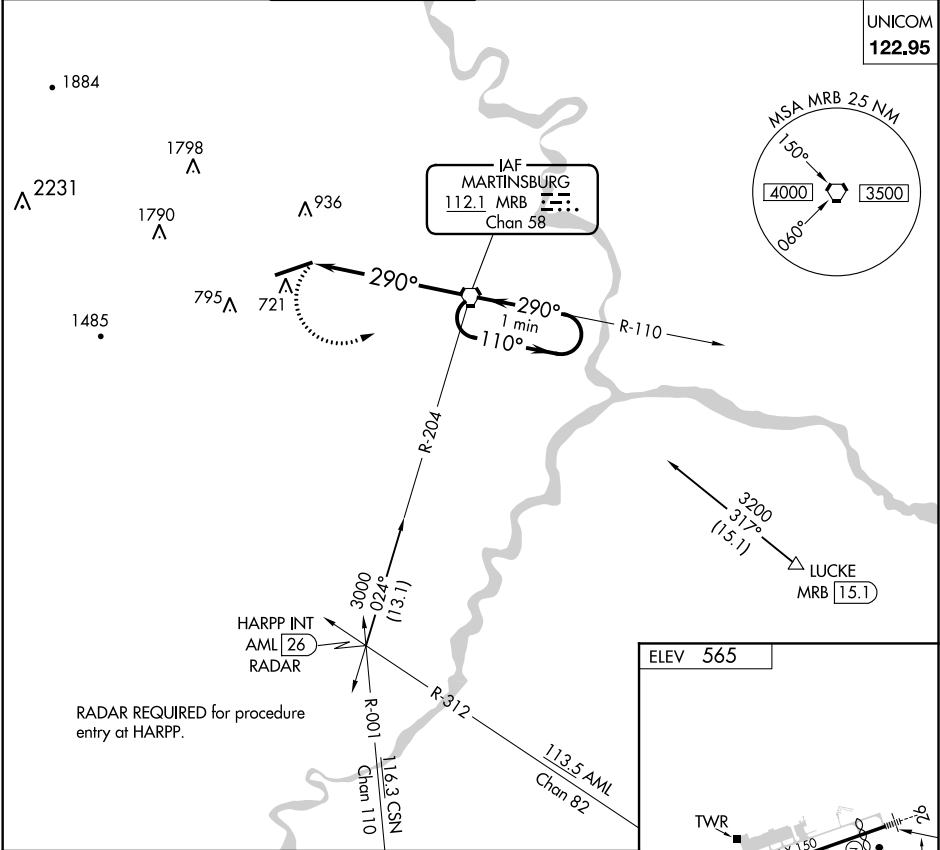 UNICOM
122.95
1884
1798
2231
1790
936
795
721
1485
IAF
MARTINSBURG
112.1 MRB
Chan 58
MSA MRB 25 NM
150°
4000
3500
060°
290°
290°
1 min
110°
R-110
R-204
3200
317°
(15.1)
LUCKE
MRB 15.1
3000
024°
(13.1)
HARPP INT
AML 26
RADAR
RADAR REQUIRED for procedure
entry at HARPP.
R-312
R-001
116.3 CSN
Chan 110
113.5 AML
Chan 82
ELEV 565
TWR
150
26